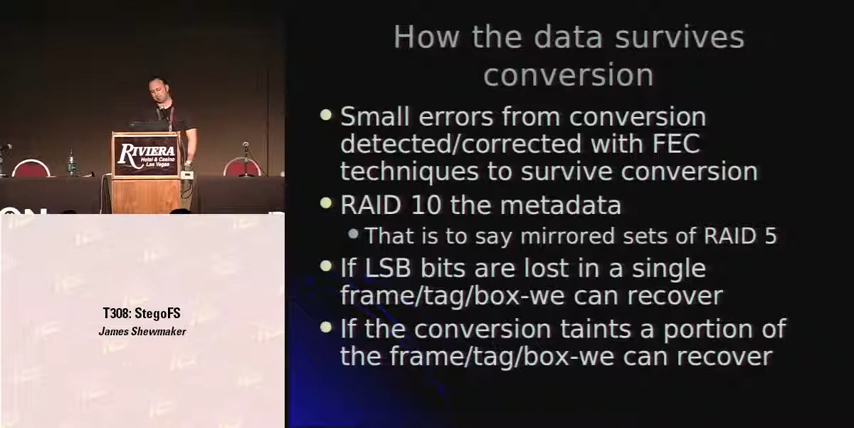 How the data survives
conversion
Small errors from conversion
detected/corrected with FEC
techniques to survive conversion
RAID 10 the metadata
That is to say mirrored sets of RAID 5
If LSB bits are lost in a single
frame/tag/box-we can recover
If the conversion taints a portion of
the frame/tag/box-we can recover
RIVIERA
Hotel & Casino
Las Vegas
T308: StegoFS
James Shewmaker